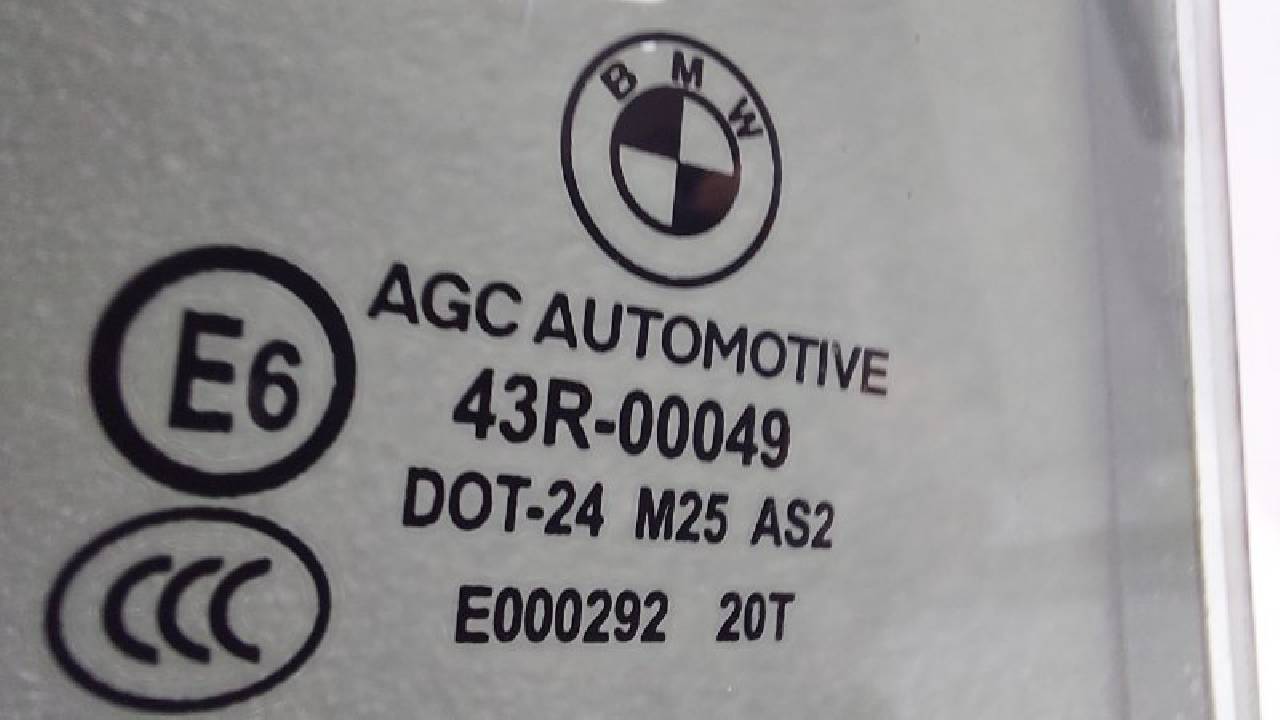 BMW
AGC AUTOMOTIVE
E6
43R-00049
DOT-24 M25 AS2
CCC
E000292 20T